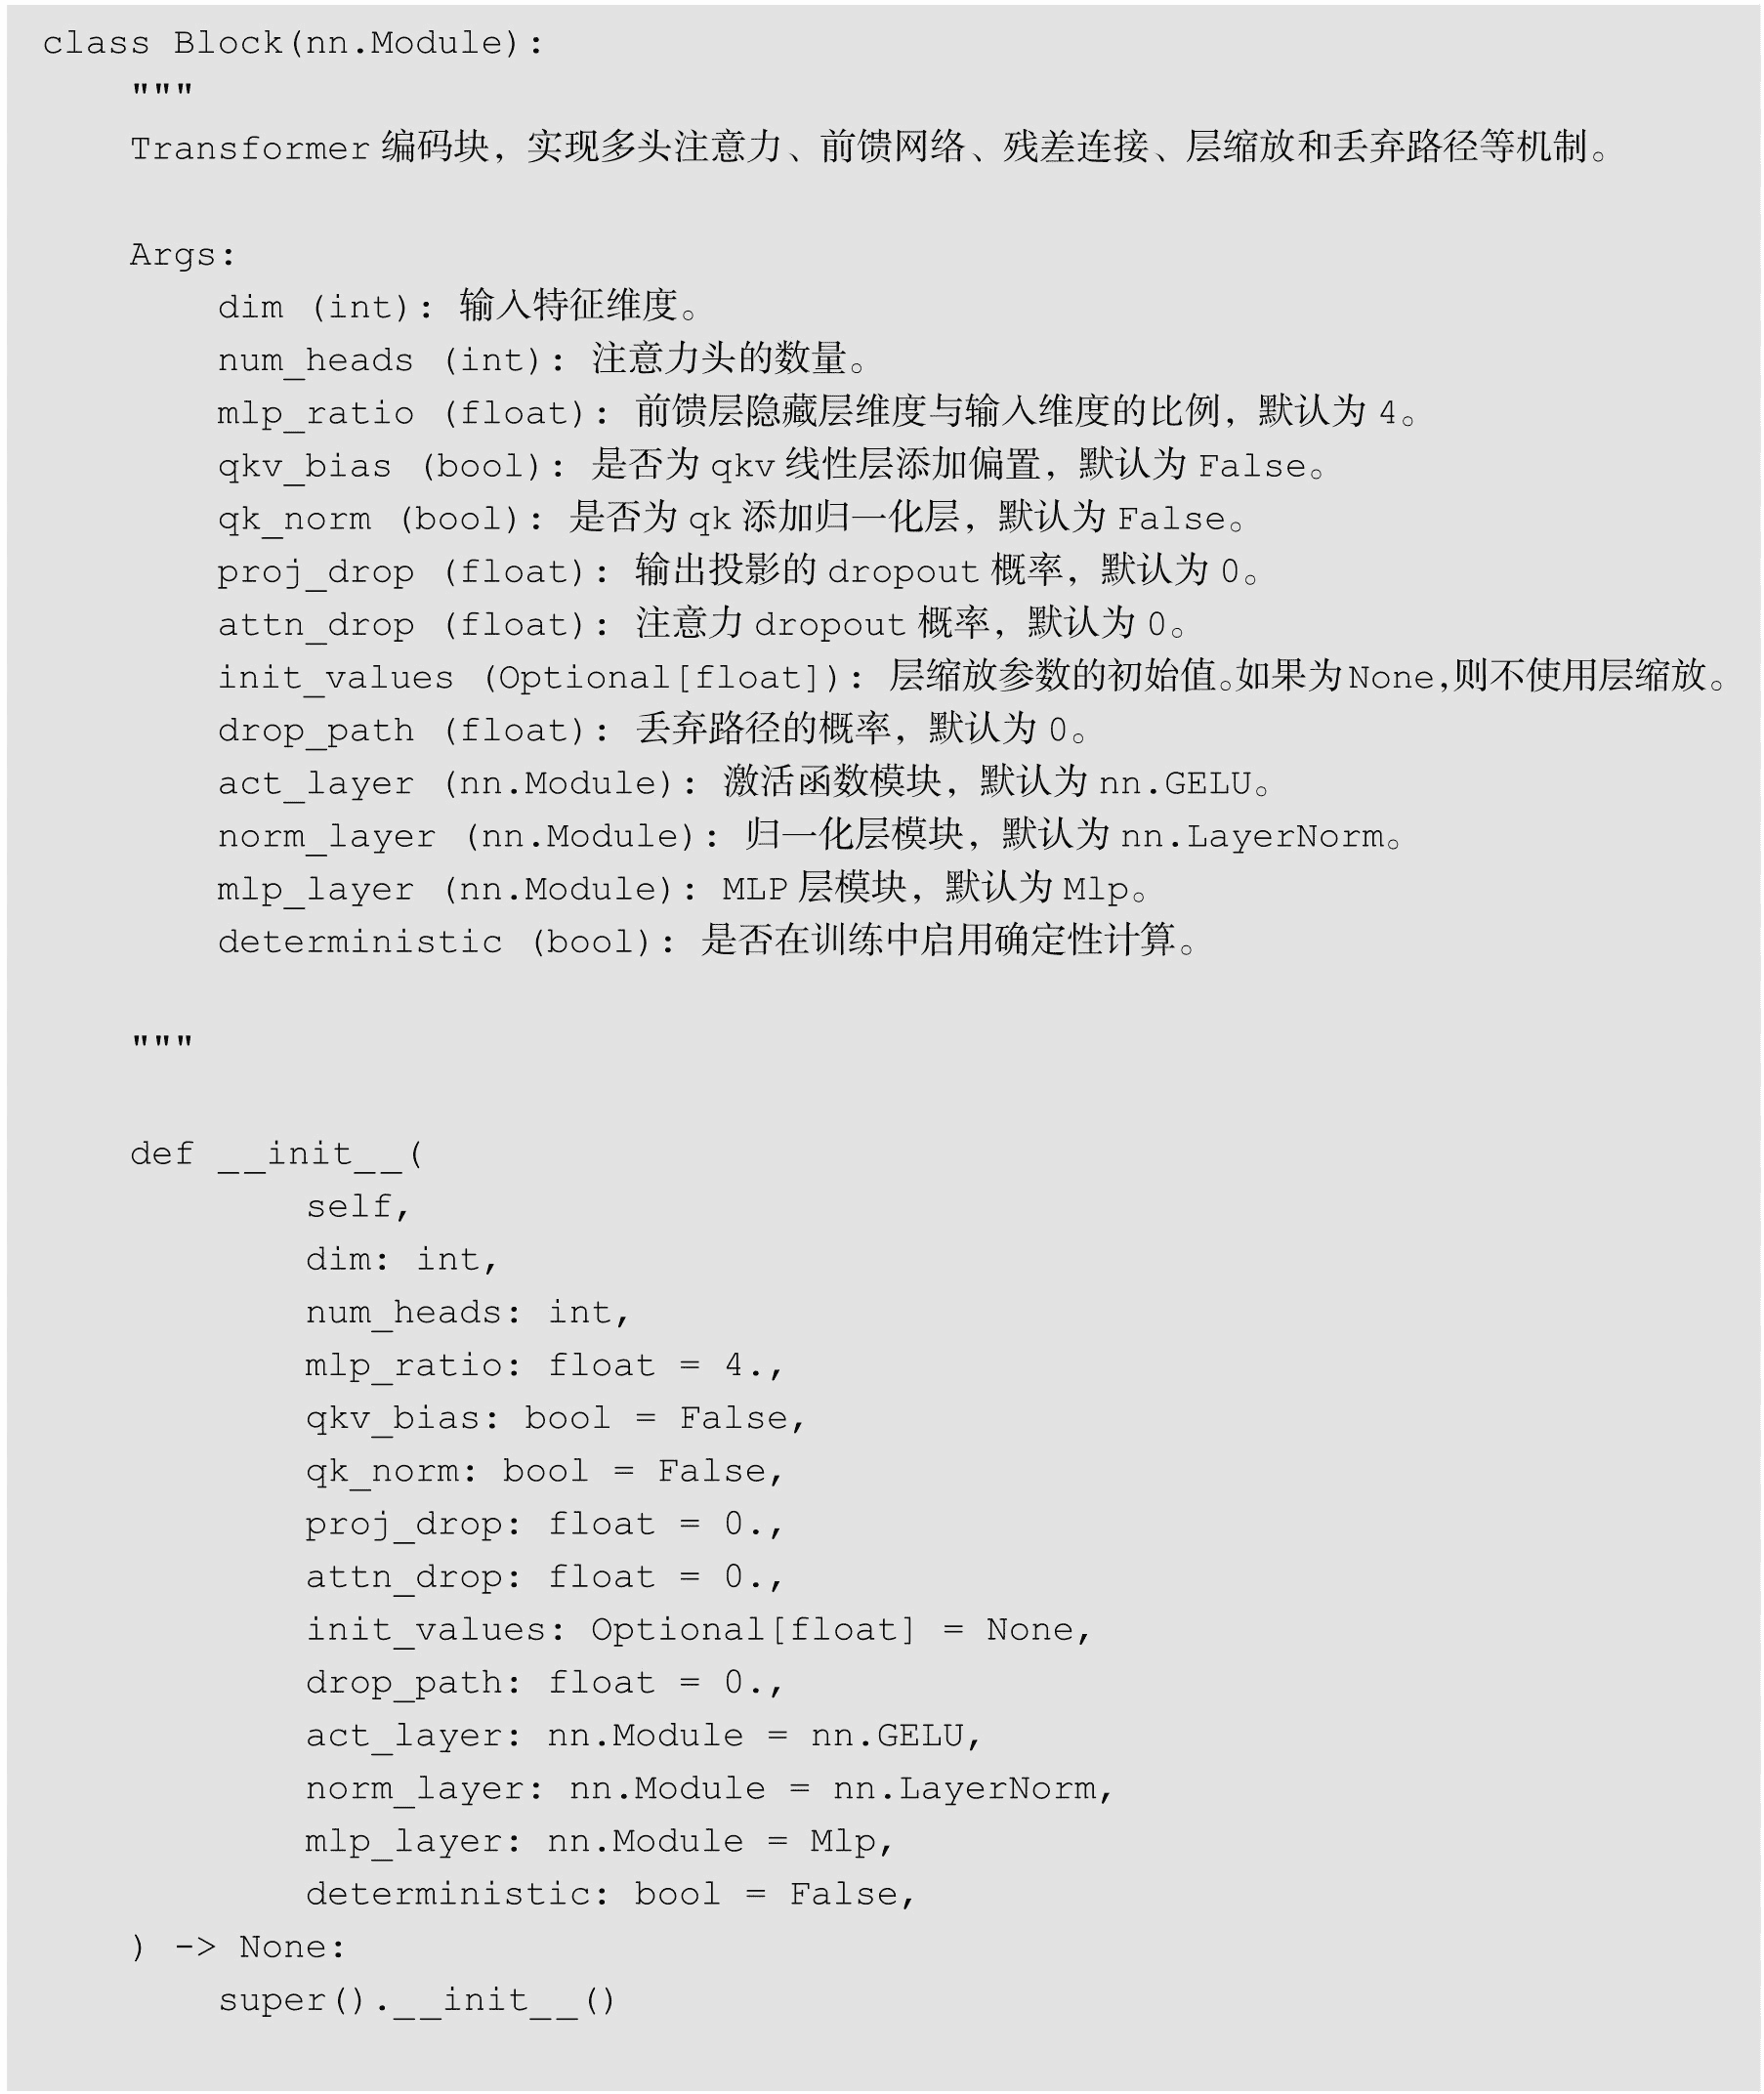 class Block(nn.Module):
    """
    Transformer 编码块，实现多头注意力、前馈网络、残差连接、层缩放和丢弃路径等机制。

    Args:
        dim (int): 输入特征维度。
        num_heads (int): 注意力头的数量。
        mlp_ratio (float): 前馈层隐藏层维度与输入维度的比例，默认为 4。
        qkv_bias (bool): 是否为 qkv 线性层添加偏置，默认为 False。
        qk_norm (bool): 是否为 qk 添加归一化层，默认为 False。
        proj_drop (float): 输出投影的 dropout 概率，默认为 0。
        attn_drop (float): 注意力 dropout 概率，默认为 0。
        init_values (Optional[float]): 层缩放参数的初始值。如果为None,则不使用层缩放。
        drop_path (float): 丢弃路径的概率，默认为 0。
        act_layer (nn.Module): 激活函数模块，默认为 nn.GELU。
        norm_layer (nn.Module): 归一化层模块，默认为 nn.LayerNorm。
        mlp_layer (nn.Module): MLP 层模块，默认为 Mlp。
        deterministic (bool): 是否在训练中启用确定性计算。

    """

    def __init__(
            self,
            dim: int,
            num_heads: int,
            mlp_ratio: float = 4.,
            qkv_bias: bool = False,
            qk_norm: bool = False,
            proj_drop: float = 0.,
            attn_drop: float = 0.,
            init_values: Optional[float] = None,
            drop_path: float = 0.,
            act_layer: nn.Module = nn.GELU,
            norm_layer: nn.Module = nn.LayerNorm,
            mlp_layer: nn.Module = Mlp,
            deterministic: bool = False,
    ) -> None:
        super().__init__()